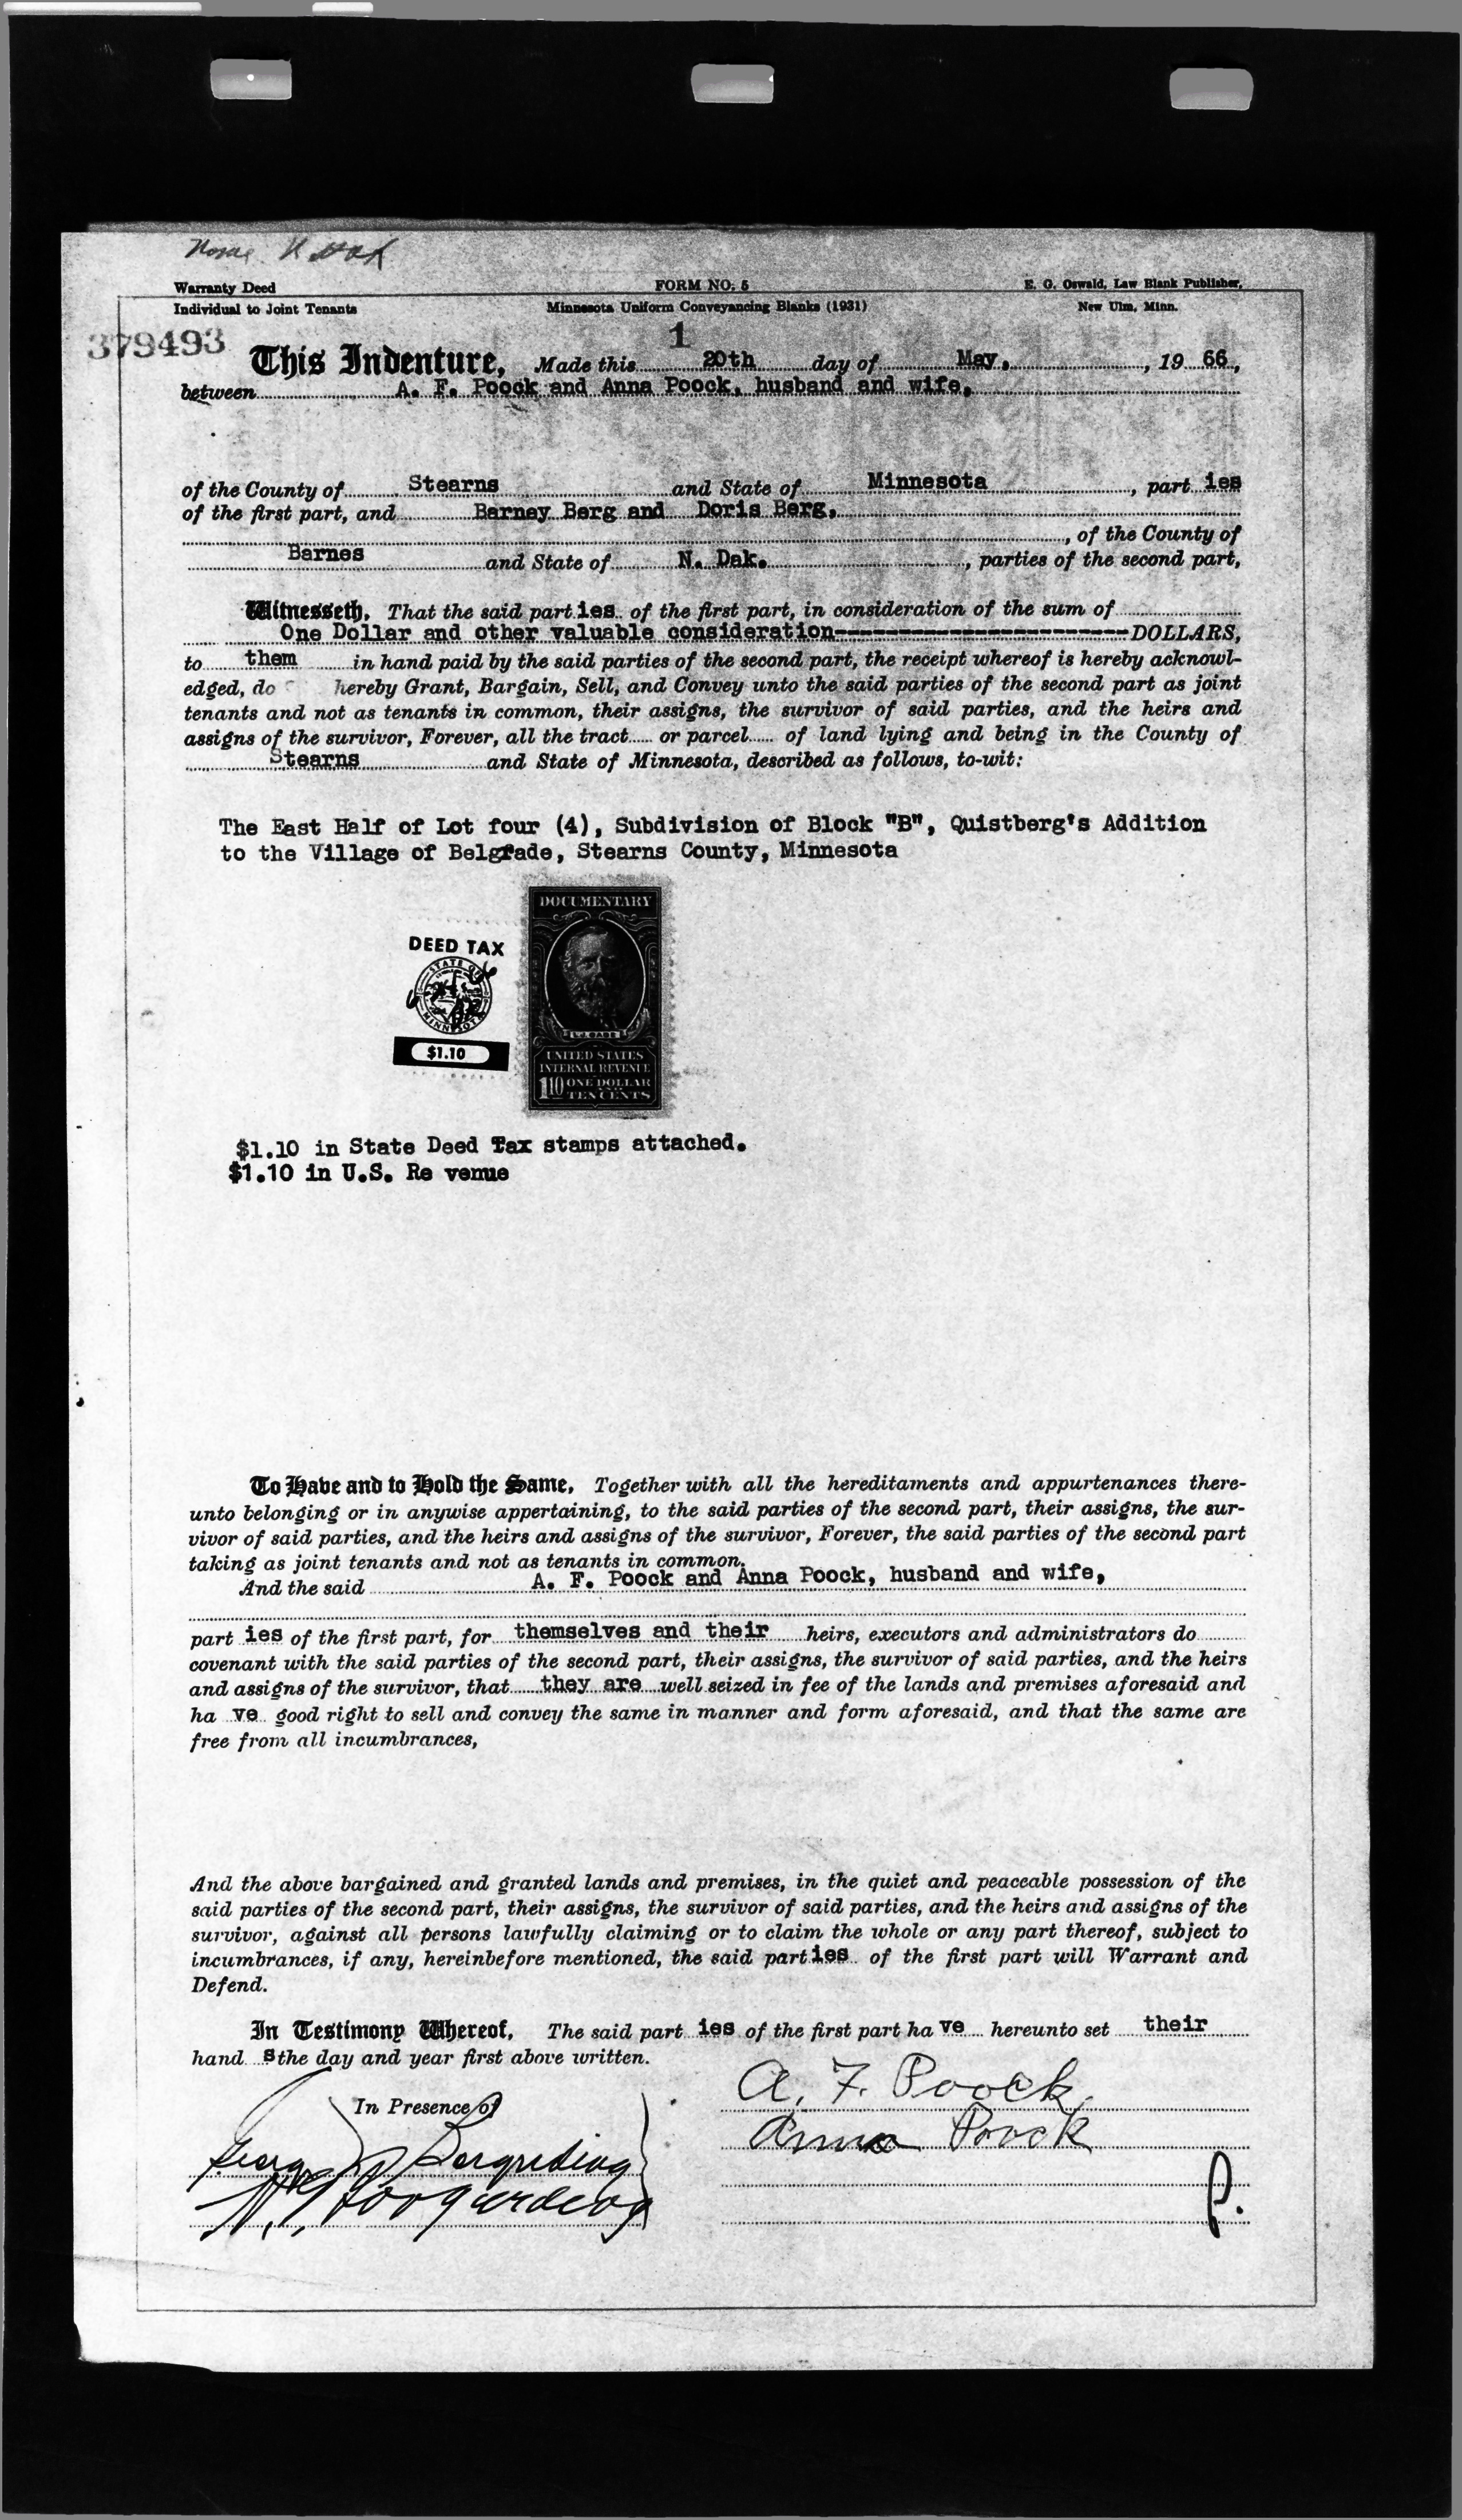 Warranty Deed
FORM NO. 5
E. G. Oswald, Law Blank Publisher,
Individual to Joint Tenants
Minnesota Uniform Conveyancing Blanks (1931)
New Ulm, Minn.
379493
1
This Indenture, Made this 20th day of May, , 19 66,
between A. F. Poock and Anna Poock, husband and wife,
of the County of Stearns and State of Minnesota , part ies
of the first part, and Barney Berg and Doris Berg,
, of the County of
Barnes and State of N. Dak. , parties of the second part,
Witnesseth, That the said part ies of the first part, in consideration of the sum of
One Dollar and other valuable consideration-----------------------DOLLARS,
to them in hand paid by the said parties of the second part, the receipt whereof is hereby acknowl-
edged, do hereby Grant, Bargain, Sell, and Convey unto the said parties of the second part as joint
tenants and not as tenants in common, their assigns, the survivor of said parties, and the heirs and
assigns of the survivor, Forever, all the tract or parcel of land lying and being in the County of
Stearns and State of Minnesota, described as follows, to-wit:
The East Half of Lot four (4), Subdivision of Block "B", Quistberg's Addition
to the Village of Belgrade, Stearns County, Minnesota
DOCUMENTARY
DEED TAX
STATE OF
MINNESOTA
$1.10
UNITED STATES
INTERNAL REVENUE
1 10 ONE DOLLAR
TEN CENTS
$1.10 in State Deed Tax stamps attached.
$1.10 in U.S. Re venue
To Have and to Hold the Same, Together with all the hereditaments and appurtenances there-
unto belonging or in anywise appertaining, to the said parties of the second part, their assigns, the sur-
vivor of said parties, and the heirs and assigns of the survivor, Forever, the said parties of the second part
taking as joint tenants and not as tenants in common.
And the said A. F. Poock and Anna Poock, husband and wife,
part ies of the first part, for themselves and their heirs, executors and administrators do
covenant with the said parties of the second part, their assigns, the survivor of said parties, and the heirs
and assigns of the survivor, that they are well seized in fee of the lands and premises aforesaid and
ha ve good right to sell and convey the same in manner and form aforesaid, and that the same are
free from all incumbrances,
And the above bargained and granted lands and premises, in the quiet and peaceable possession of the
said parties of the second part, their assigns, the survivor of said parties, and the heirs and assigns of the
survivor, against all persons lawfully claiming or to claim the whole or any part thereof, subject to
incumbrances, if any, hereinbefore mentioned, the said part ies of the first part will Warrant and
Defend.
In Testimony Whereof, The said part ies of the first part ha ve hereunto set their
hand s the day and year first above written.
A. F. Poock
In Presence of
Anna Poock